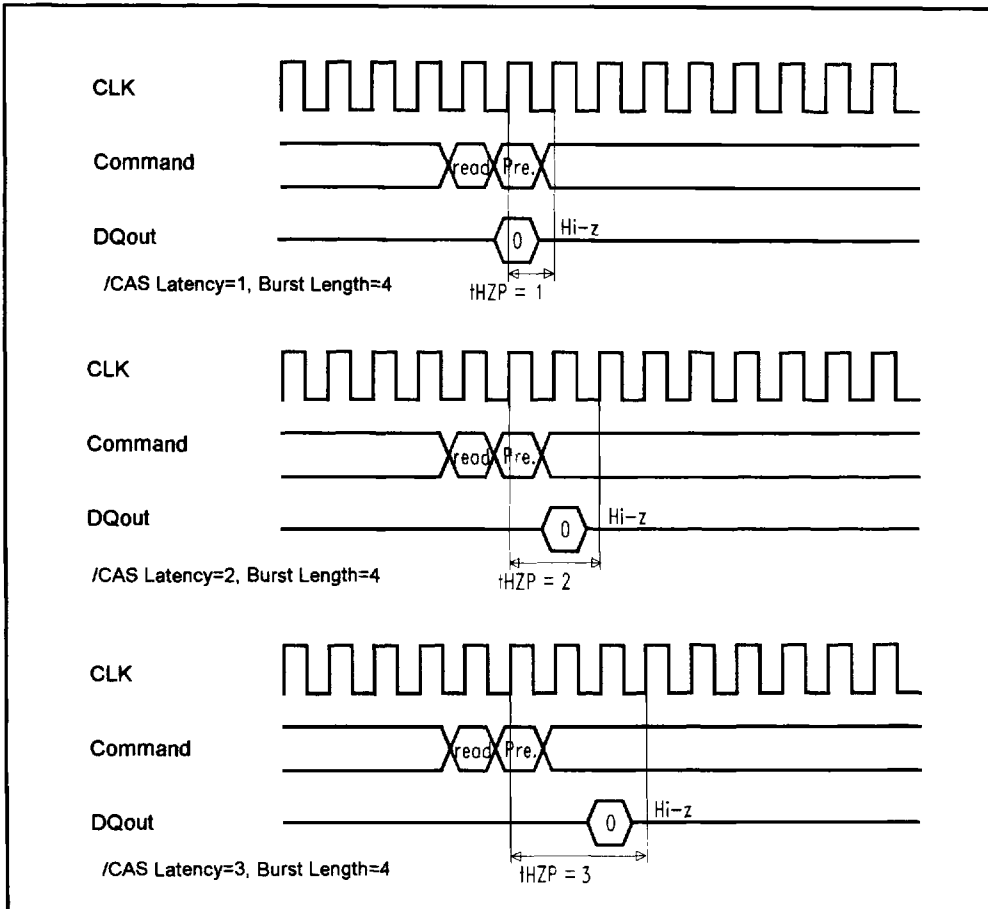 CLK
Command
read Pre.
DQout
0 Hi-z
/CAS Latency=1, Burst Length=4
tHZP = 1
CLK
Command
read Pre.
DQout
0 Hi-z
/CAS Latency=2, Burst Length=4
tHZP = 2
CLK
Command
read Pre.
DQout
0 Hi-z
/CAS Latency=3, Burst Length=4
tHZP = 3